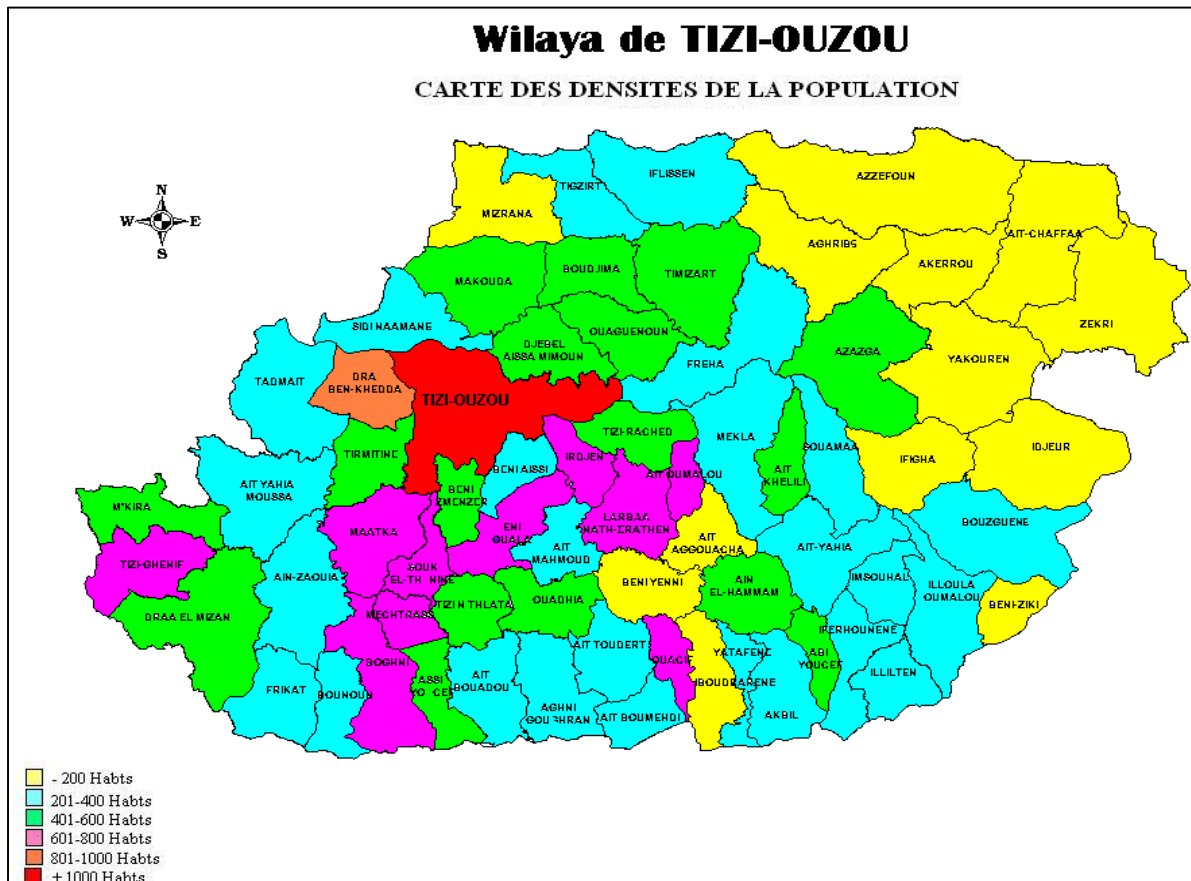 Wilaya de TIZI-OUZOU
CARTE DES DENSITES DE LA POPULATION
N
W E
S
IFLISSEN
TIGZIRT
AZZEFOUN
MIZRANA
AIT-CHAFFAA
AGHRIBS
AKERROU
BOUDJIMA
TIMIZART
MAKOUDA
ZEKRI
SIDI NAAMANE
OUAGUENOUN
DJEBEL
AISSA MIMOUN
AZAZGA
YAKOUREN
FREHA
TADMAIT
DRA
BEN-KHEDDA
TIZI-OUZOU
TIZI-RACHED
MEKLA
SOUAMAA
IFIGHA
IDJEUR
TIRMITINE
IRDJEN
BENI AISSI
AIT OUMALOU
AIT
KHELILI
AIT YAHIA
MOUSSA
BENI
ZMENZER
M'KIRA
LARBAA
NATH-IRATHEN
BOUZGUENE
MAATKA
ENI
OUALA
AIT
AGGOUACHA
AIT
MAHMOUD
AIT-YAHIA
TIZI-GHENIF
AIN-ZAOUIA
SOUK
EL-TH NINE
IMSOUHAL
ILLOULA
OUMALOU
BENI YENNI
AIN
EL-HAMMAM
BENI-ZIKI
DRAA EL MIZAN
MECHTRASS
TIZI N THLATA
OUADHIA
AIT TOUDERT
YATAFENE
ABI
YOUCEF
BOGHNI
OUACIF
ILLILTEN
FRIKAT
BOUNOUH
ASSI
YO CEF
AIT
BOUADOU
AGHNI
AIT BOUMEHDI
AKBIL
- 200 Habts
201-400 Habts
401-600 Habts
601-800 Habts
801-1000 Habts
+ 1000 Habts